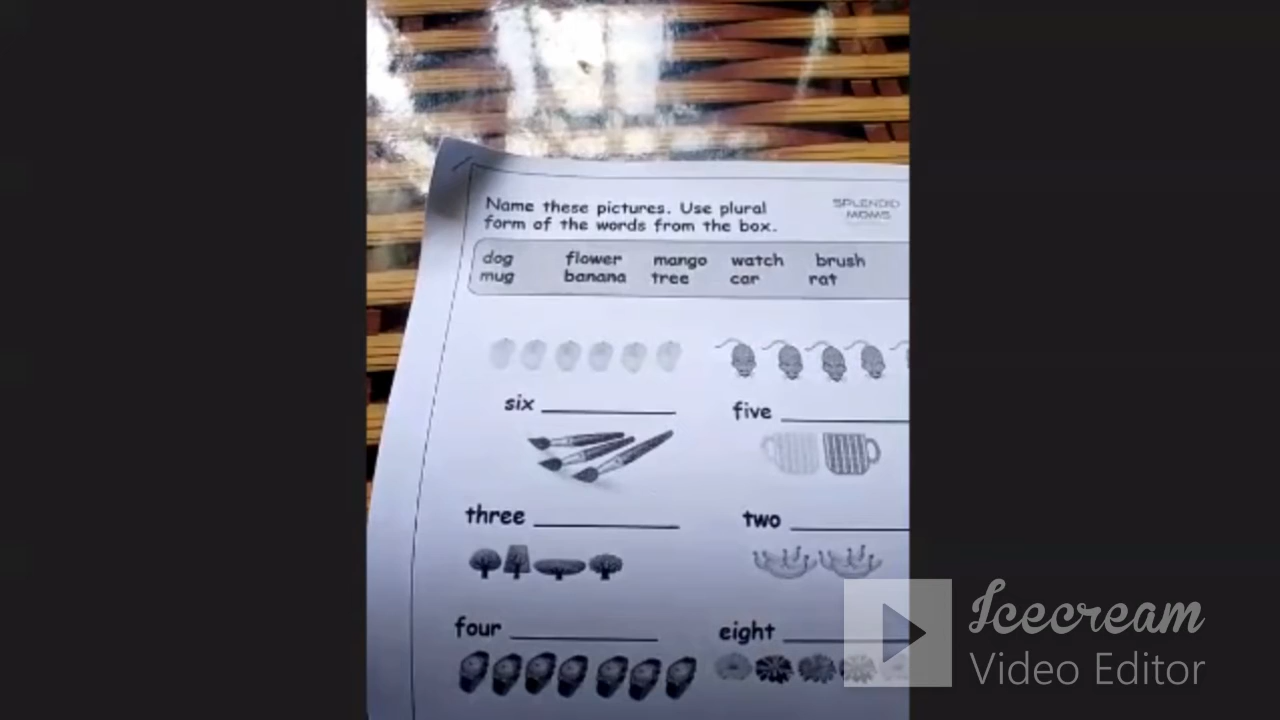 Name these pictures. Use plural
form of the words from the box.
SPLENDID
MOMS
dog flower mango watch brush
mug banana tree car rat
six
five
three
two
four
eight
Icecream
Video Editor